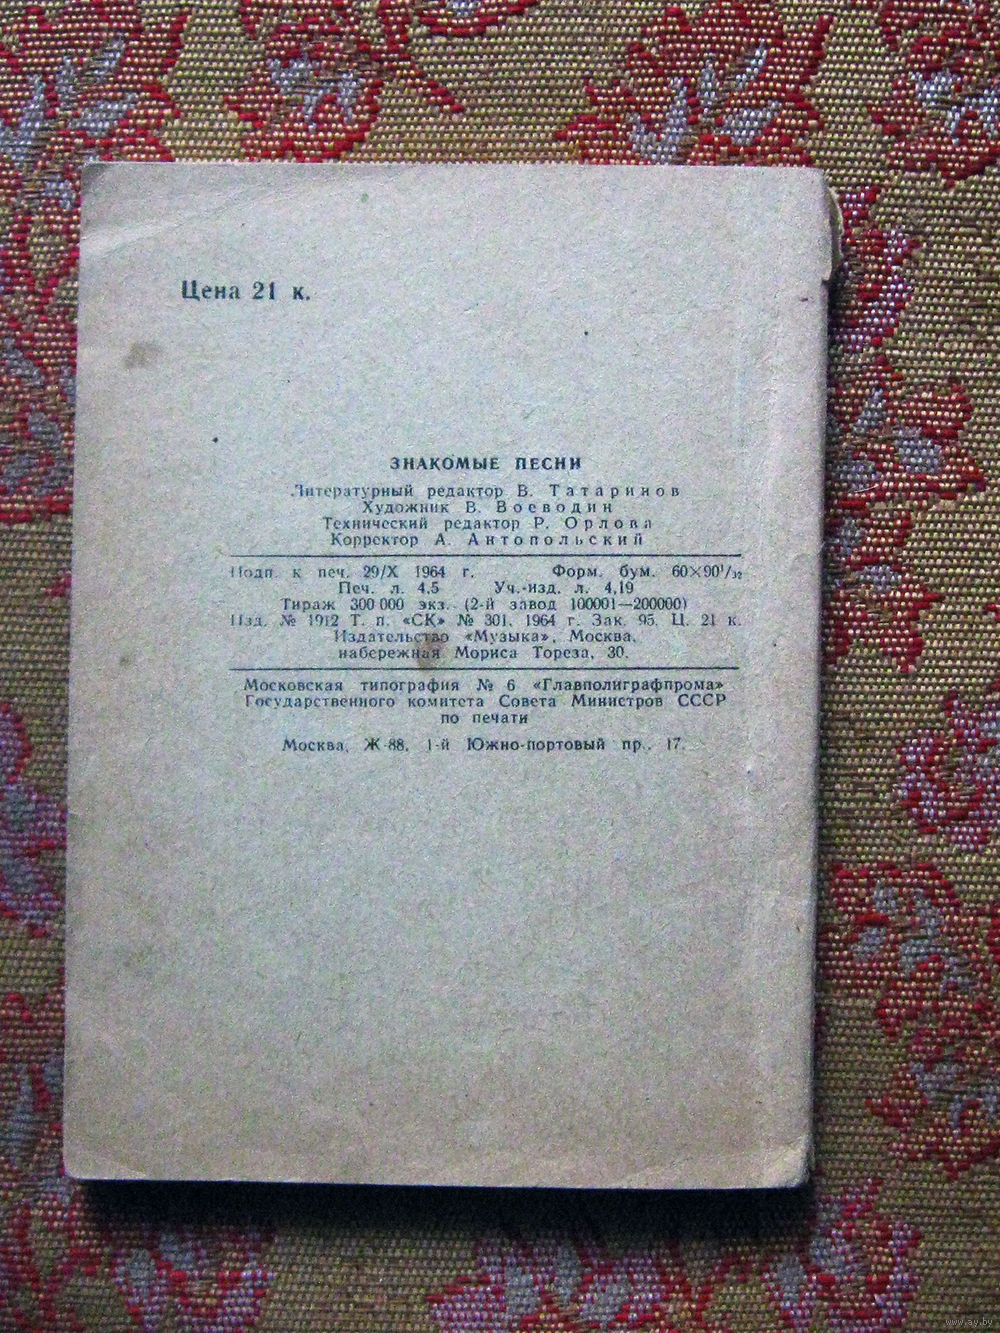 Цена 21 к.
ЗНАКОМЫЕ ПЕСНИ
Литературный редактор В. Татаринов
Художник В. Воеводин
Технический редактор Р. Орлова
Корректор А. Антопольский
Подп. к печ. 29/X 1964 г. Форм. бум. 60×90¹/₃₂
Печ. л. 4,5 Уч.-изд. л. 4,19
Тираж 300 000 экз. (2-й завод 100001—200000)
Изд. № 1912 Т. п. «СК» № 301, 1964 г. Зак. 95. Ц. 21 к.
Издательство «Музыка», Москва,
набережная Мориса Тореза, 30.
Московская типография № 6 «Главполиграфпрома»
Государственного комитета Совета Министров СССР
по печати
Москва, Ж-88, 1-й Южно-портовый пр., 17.
www.ay.by